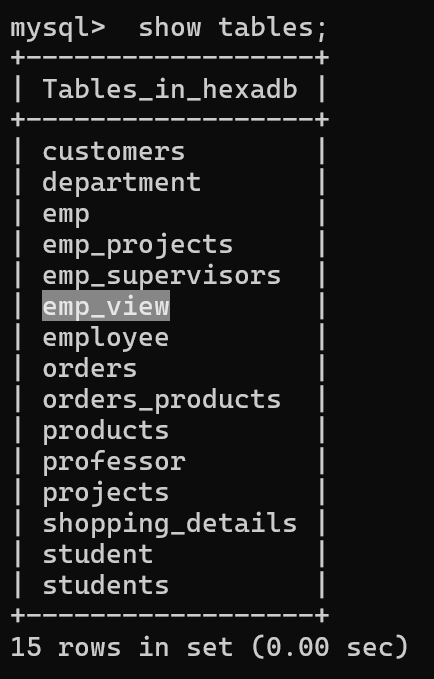 mysql>  show tables;
+------------------+
| Tables_in_hexadb |
+------------------+
| customers        |
| department       |
| emp              |
| emp_projects     |
| emp_supervisors  |
| emp_view         |
| employee         |
| orders           |
| orders_products  |
| products         |
| professor        |
| projects         |
| shopping_details |
| student          |
| students         |
+------------------+
15 rows in set (0.00 sec)